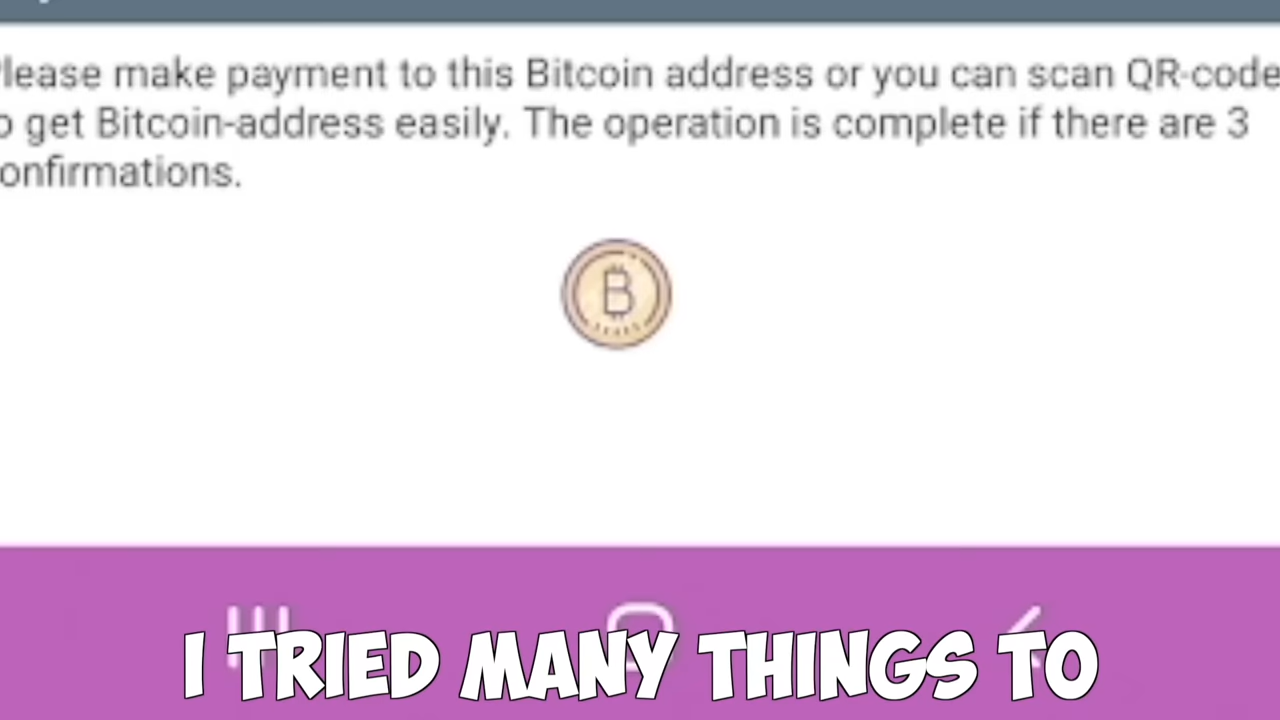 lease make payment to this Bitcoin address or you can scan QR-code
o get Bitcoin-address easily. The operation is complete if there are 3
onfirmations.
B
I TRIED MANY THINGS TO